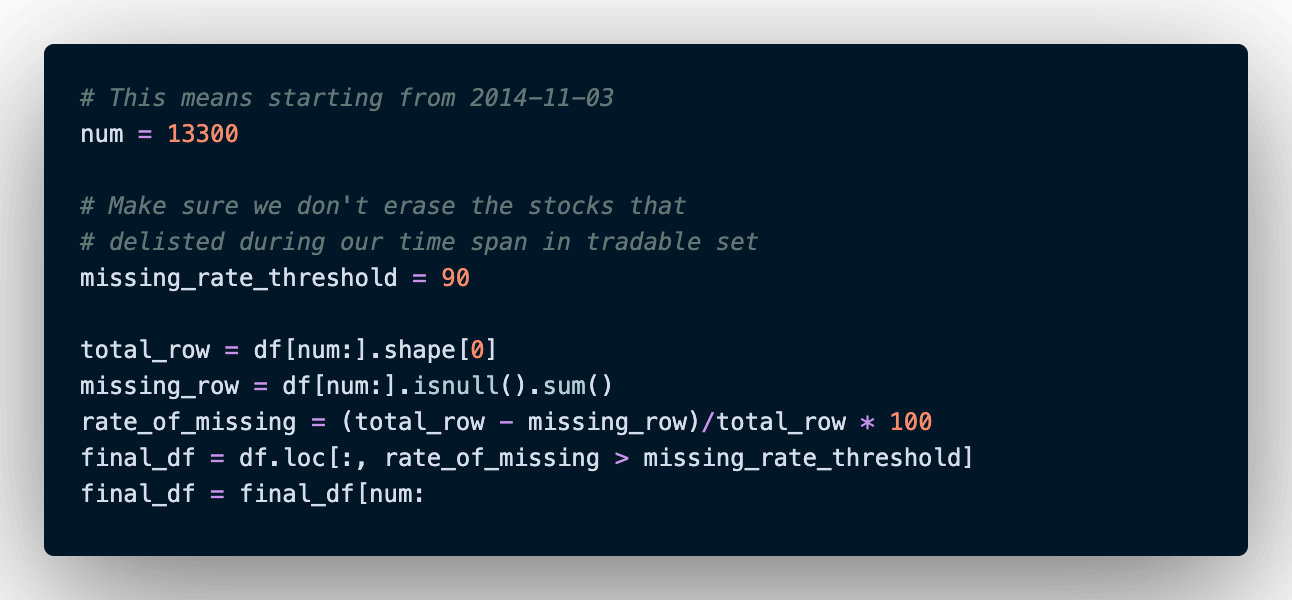 # This means starting from 2014-11-03
num = 13300
# Make sure we don't erase the stocks that
# delisted during our time span in tradable set
missing_rate_threshold = 90
total_row = df[num:].shape[0]
missing_row = df[num:].isnull().sum()
rate_of_missing = (total_row - missing_row)/total_row * 100
final_df = df.loc[:, rate_of_missing > missing_rate_threshold]
final_df = final_df[num: